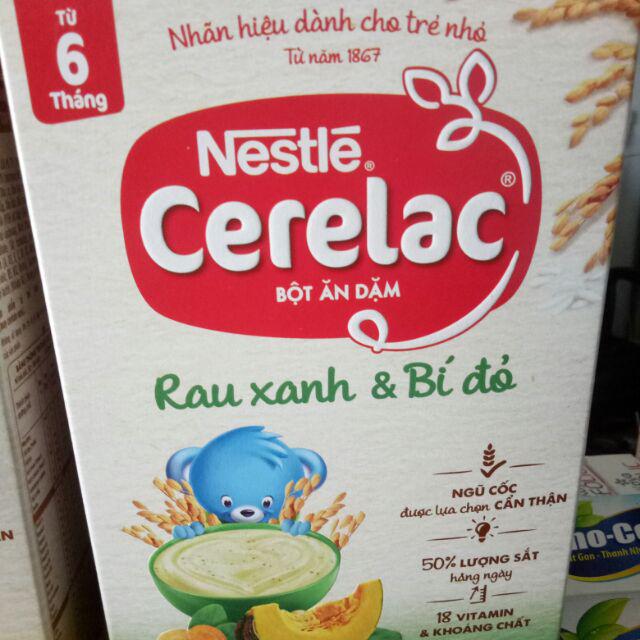 TỪ
6
Tháng
Nhãn hiệu dành cho trẻ nhỏ
Từ năm 1867
Nestlé®
Cerelac®
BỘT ĂN DẶM
Rau xanh & Bí đỏ
NGŨ CỐC
được lựa chọn CẨN THẬN
50% LƯỢNG SẮT
hàng ngày
18 VITAMIN
& KHOÁNG CHẤT